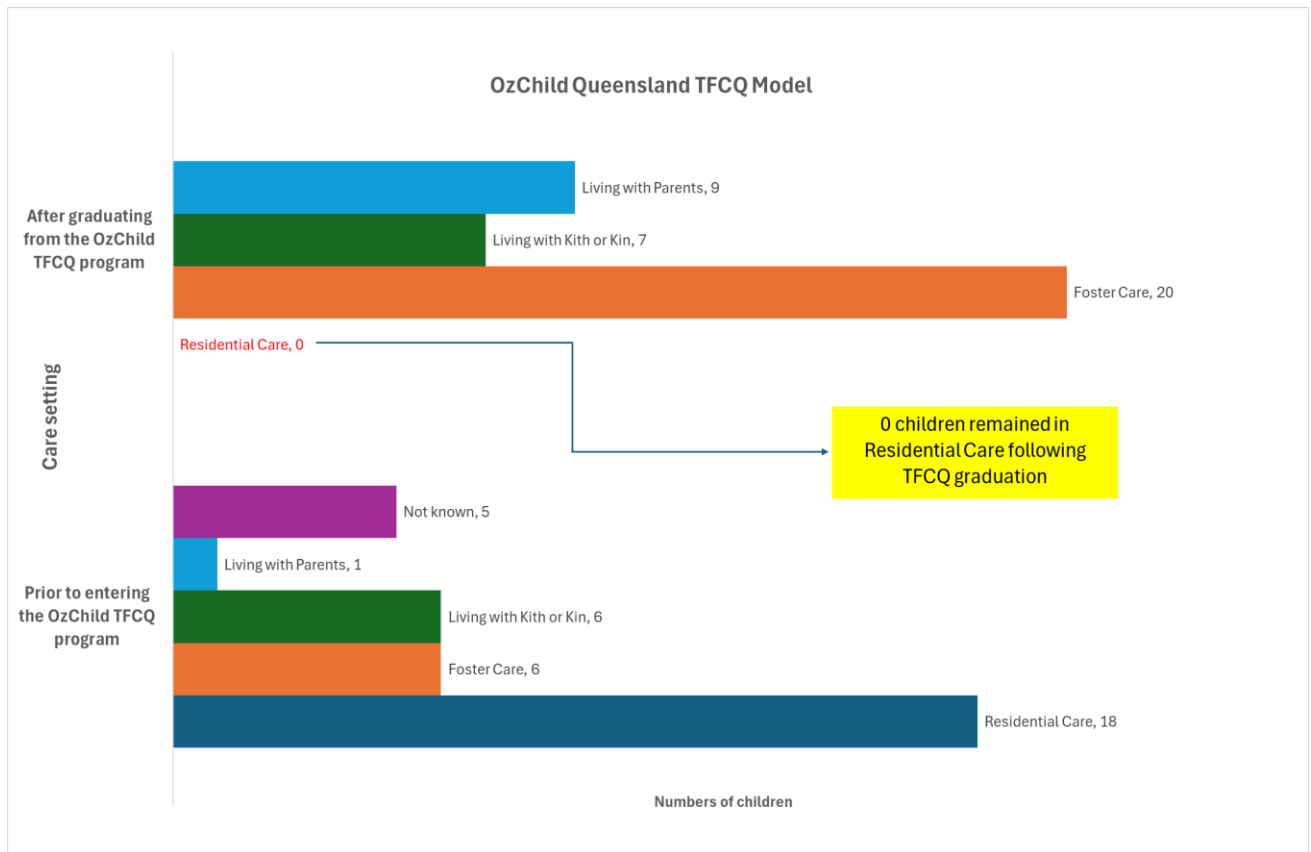 OzChild Queensland TFCQ Model
Living with Parents, 9
After graduating
from the OzChild
TFCQ program
Living with Kith or Kin, 7
Foster Care, 20
Residential Care, 0
Care setting
0 children remained in
Residential Care following
TFCQ graduation
Not known, 5
Living with Parents, 1
Prior to entering
the OzChild TFCQ
program
Living with Kith or Kin, 6
Foster Care, 6
Residential Care, 18
Numbers of children